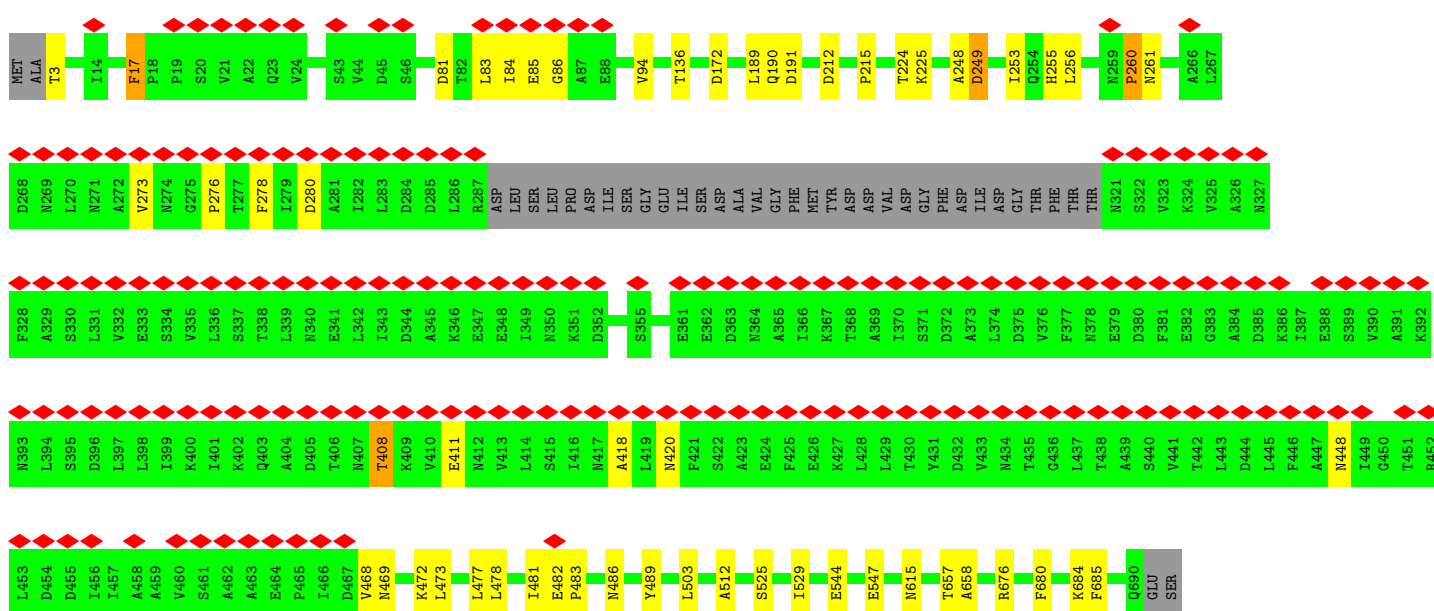 MET ALA T3 I14 F17 P18 P19 S20 V21 A22 Q23 V24 S43 V44 D45 S46 D81 T82 L83 I84 E85 G86 A87 E88 V94 T136 D172 L189 Q190 D191 D212 P215 T224 K225 A248 D249 I253 Q254 H255 L256 N259 P260 N261 A266 L267
D268 N269 L270 N271 A272 V273 N274 G275 P276 T277 F278 I279 D280 A281 I282 L283 D284 D285 L286 R287 ASP LEU SER SER LEU PRO ASP ILE SER GLY GLU ILE SER ASP ALA VAL GLY PHE MET TYR ASP ASP VAL ASP GLY PHE ASP ILE ASP GLY THR PHE THR THR N321 S322 V323 K324 V325 A326 N327
F328 A329 S330 L331 V332 E333 S334 V335 L336 S337 T338 L339 N340 E341 L342 I343 D344 A345 K346 E347 E348 I349 N350 K351 D352 S355 E361 E362 D363 N364 A365 I366 K367 T368 A369 I370 S371 D372 A373 L374 D375 V376 F377 N378 E379 D380 F381 E382 G383 A384 D385 K386 I387 E388 S389 V390 A391 K392
N393 L394 S395 D396 L397 L398 I399 K400 I401 K402 Q403 A404 D405 T406 N407 T408 K409 V410 E411 N412 V413 L414 S415 I416 N417 A418 L419 N420 F421 S422 A423 E424 F425 E426 K427 L428 L429 T430 Y431 D432 V433 N434 T435 G436 L437 T438 A439 S440 V441 T442 L443 D444 L445 F446 A447 N448 I449 G450 T451 R452
L453 D454 D455 I456 I457 A458 A459 V460 S461 A462 A463 E464 P465 I466 D467 V468 N469 K472 L473 L477 L478 I481 E482 P483 N486 Y489 L503 A512 S525 I529 E544 E547 N615 T657 A658 R676 F680 K684 F685 Q690 GLU SER